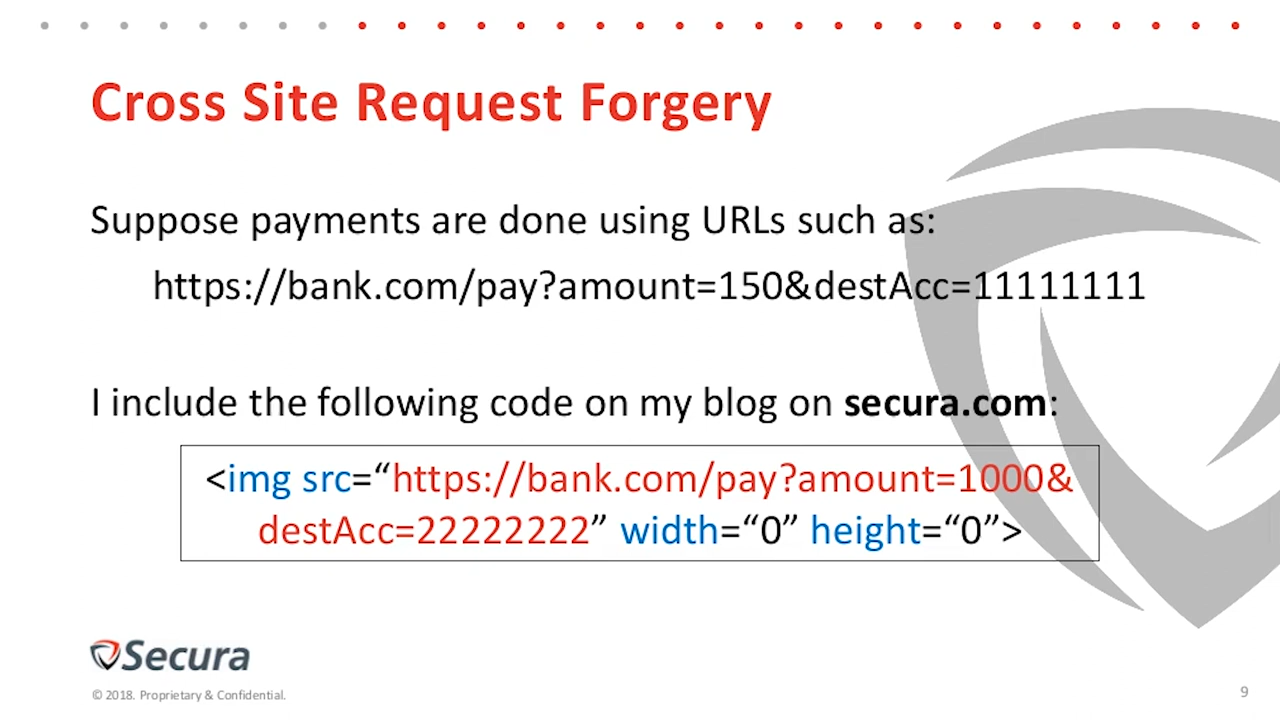 Cross Site Request Forgery
Suppose payments are done using URLs such as:
https://bank.com/pay?amount=150&destAcc=11111111
I include the following code on my blog on secura.com:
<img src=“https://bank.com/pay?amount=1000&
destAcc=22222222” width=“0” height=“0”>
Secura
© 2018. Proprietary & Confidential.
9